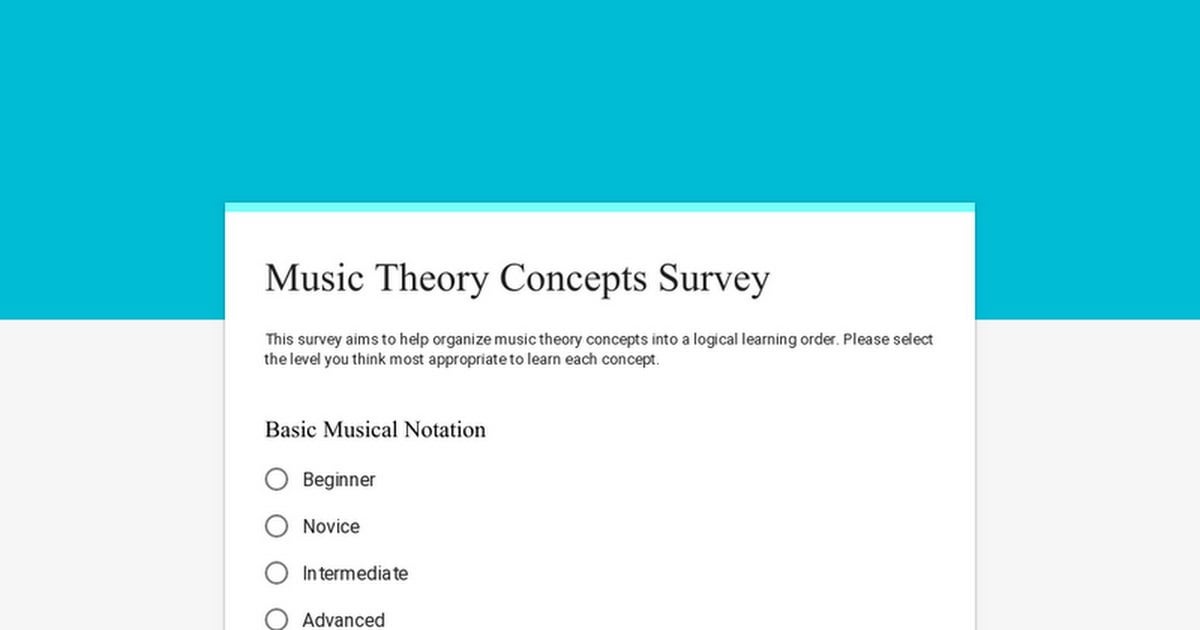 Music Theory Concepts Survey
This survey aims to help organize music theory concepts into a logical learning order. Please select
the level you think most appropriate to learn each concept.
Basic Musical Notation
Beginner
Novice
Intermediate
Advanced